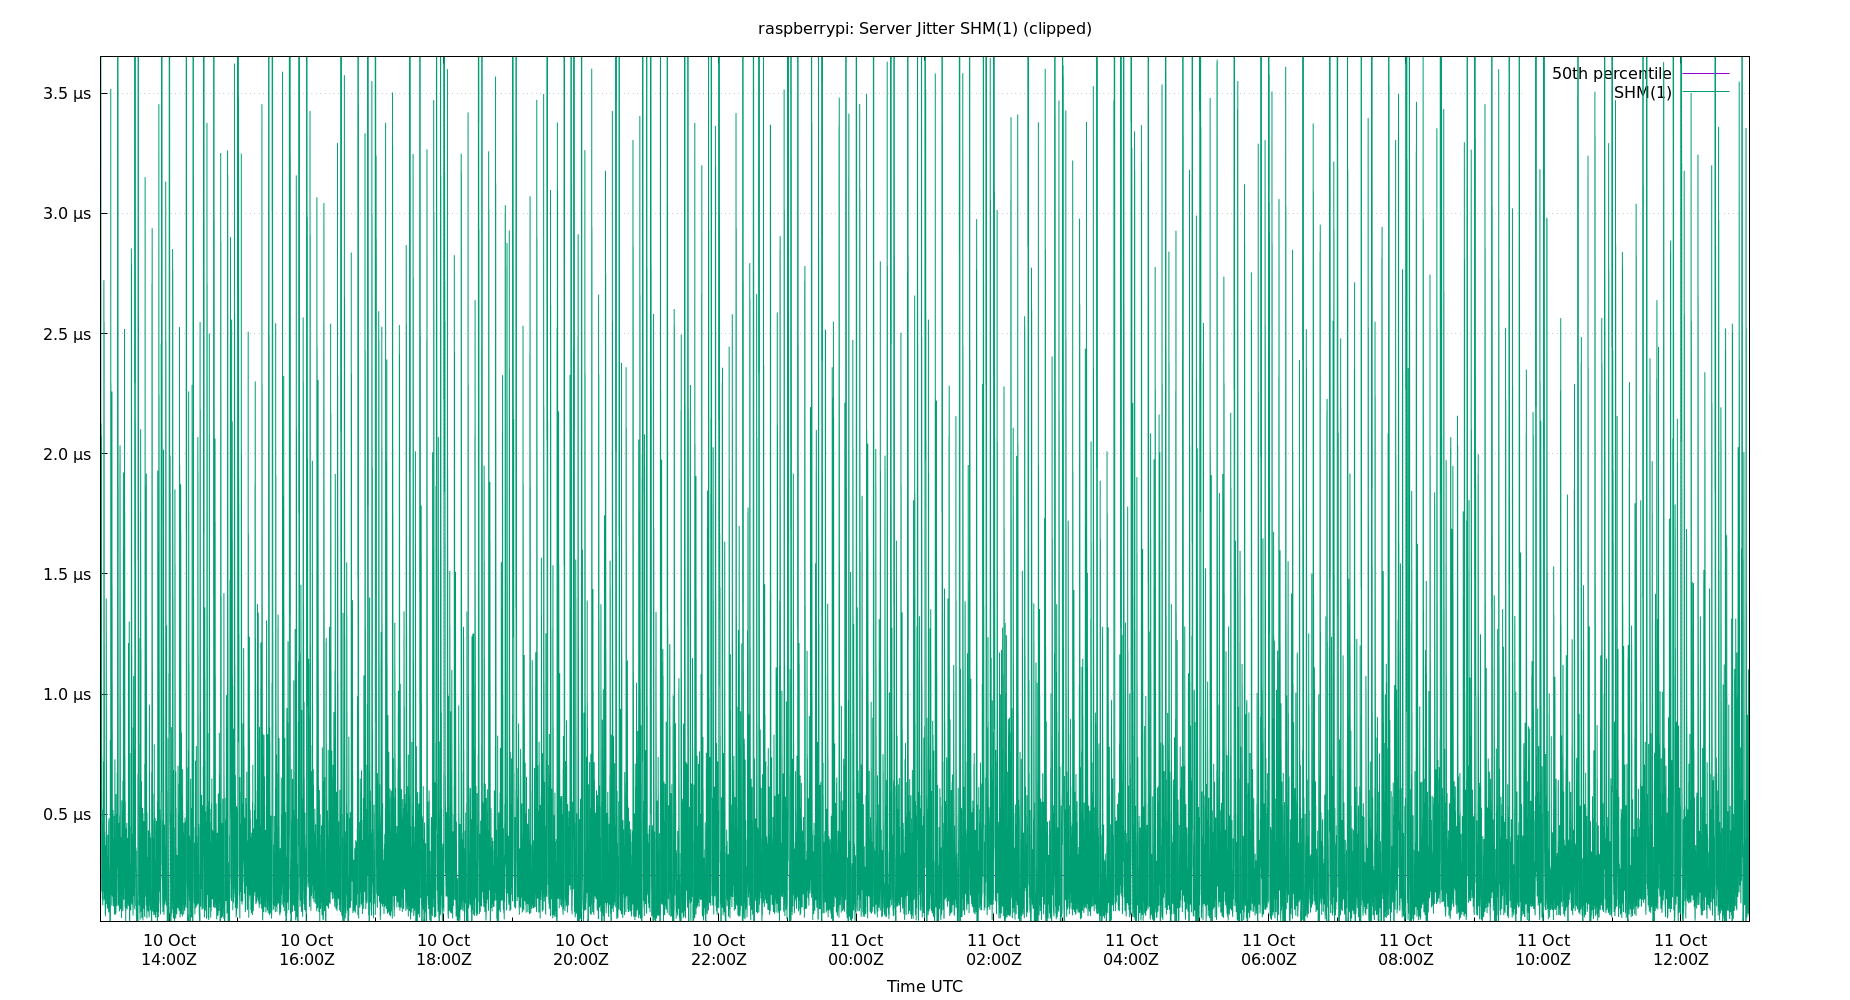 raspberrypi: Server Jitter SHM(1) (clipped)
50th percentile
SHM(1)
3.5 µs
3.0 µs
2.5 µs
2.0 µs
1.5 µs
1.0 µs
0.5 µs
10 Oct 10 Oct 10 Oct 10 Oct 10 Oct 11 Oct 11 Oct 11 Oct 11 Oct 11 Oct 11 Oct 11 Oct
14:00Z 16:00Z 18:00Z 20:00Z 22:00Z 00:00Z 02:00Z 04:00Z 06:00Z 08:00Z 10:00Z 12:00Z
Time UTC